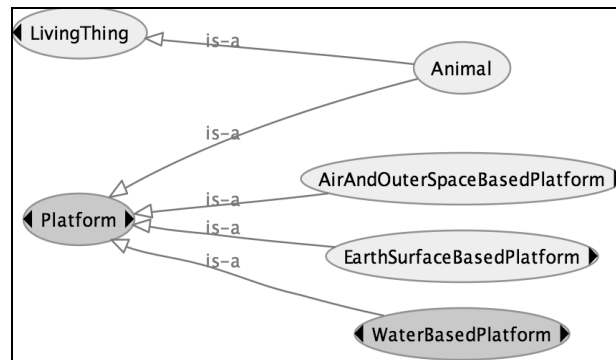 LivingThing
is-a
Animal
is-a
AirAndOuterSpaceBasedPlatform
is-a
Platform
is-a
EarthSurfaceBasedPlatform
is-a
WaterBasedPlatform